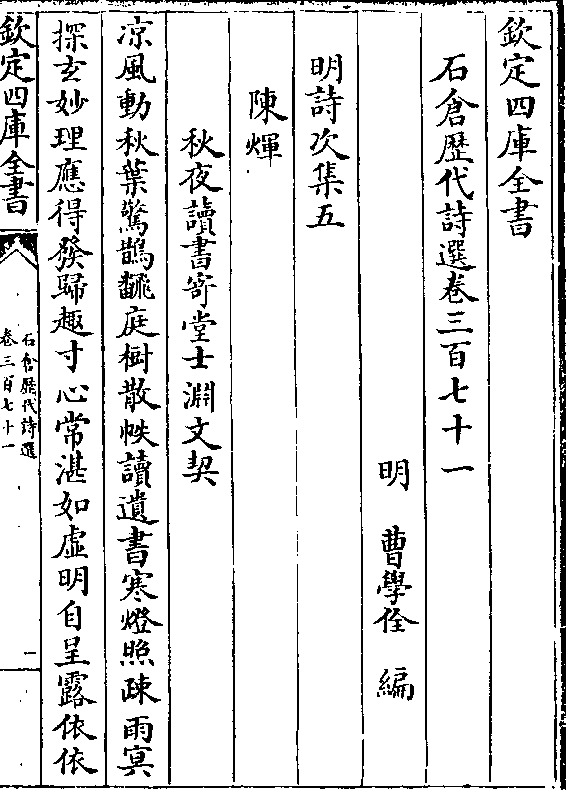 欽定四庫全書
石倉歷代詩選卷三百七十一
明 曹學佺 編
明詩次集五
陳煇
秋夜讀書寄堂士淵文契
凉風動秋葉驚鵲翻庭樹散帙讀遺書寒燈照疎雨冥
探玄妙理應得發歸趣寸心常湛如虛明自呈露依依
欽定四庫全書
石倉歷代詩選
卷三百七十一
一